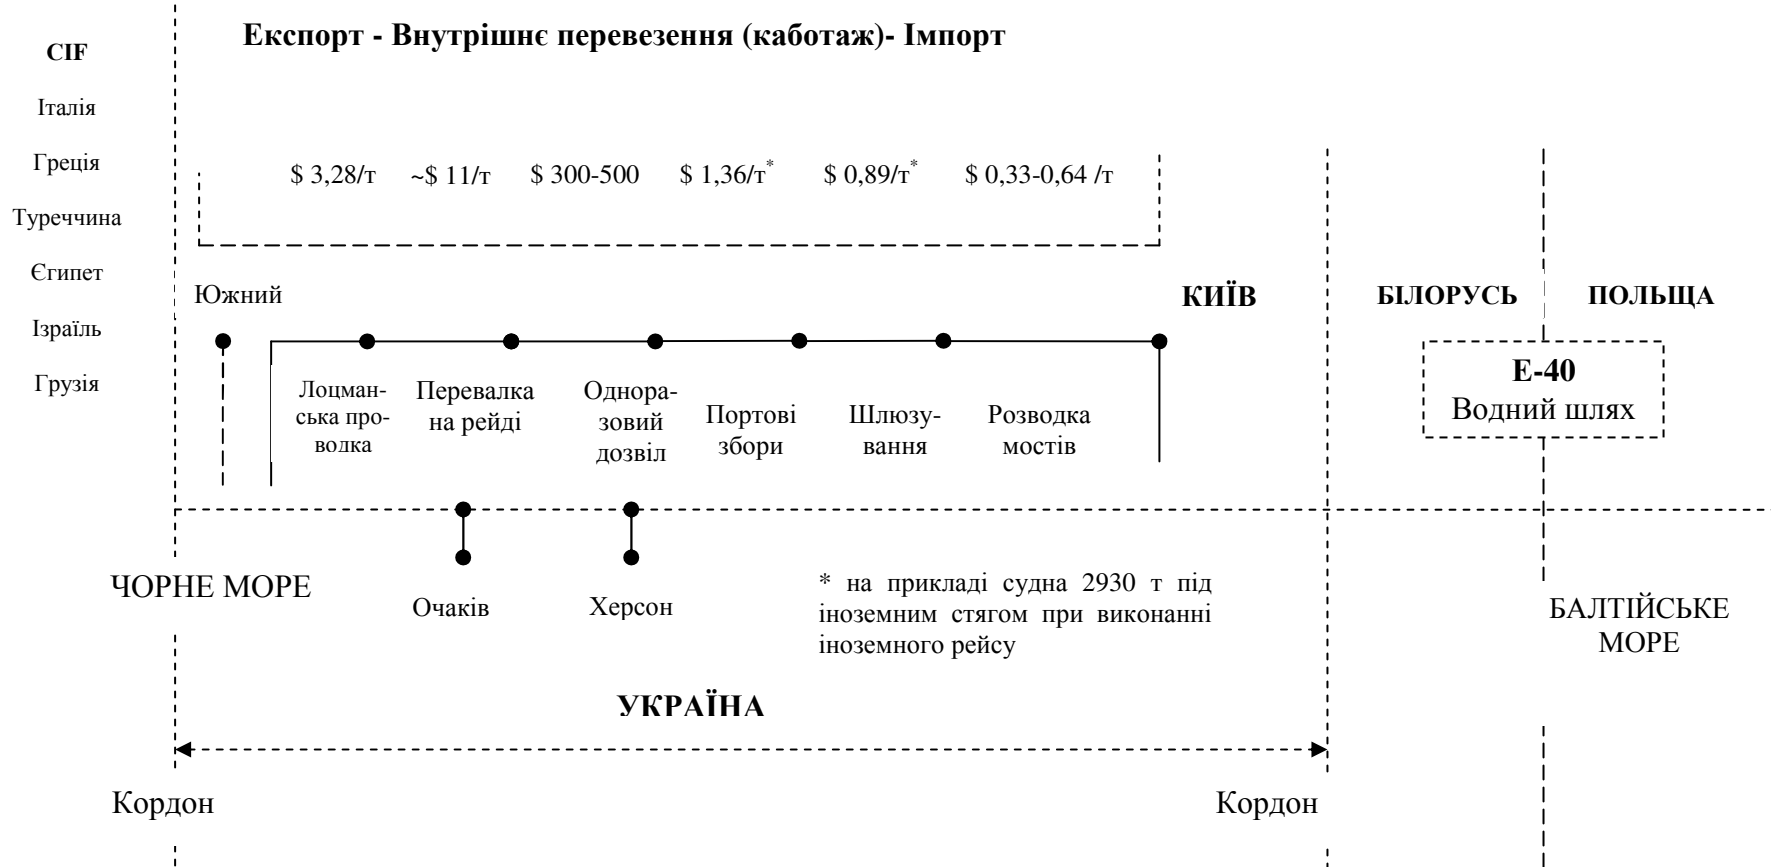 Експорт - Внутрішнє перевезення (каботаж)- Імпорт
CIF
Італія
Греція
Туреччина
Єгипет
Ізраїль
Грузія
$ 3,28/т
~$ 11/т
$ 300-500
$ 1,36/т*
$ 0,89/т*
$ 0,33-0,64 /т
Южний
КИЇВ
БІЛОРУСЬ
ПОЛЬЩА
Лоцман-
ська про-
водка
Перевалка
на рейді
Однора-
зовий
дозвіл
Портові
збори
Шлюзу-
вання
Розводка
мостів
Е-40
Водний шлях
ЧОРНЕ МОРЕ
Очаків
Херсон
* на прикладі судна 2930 т під
іноземним стягом при виконанні
іноземного рейсу
БАЛТІЙСЬКЕ
МОРЕ
УКРАЇНА
Кордон
Кордон